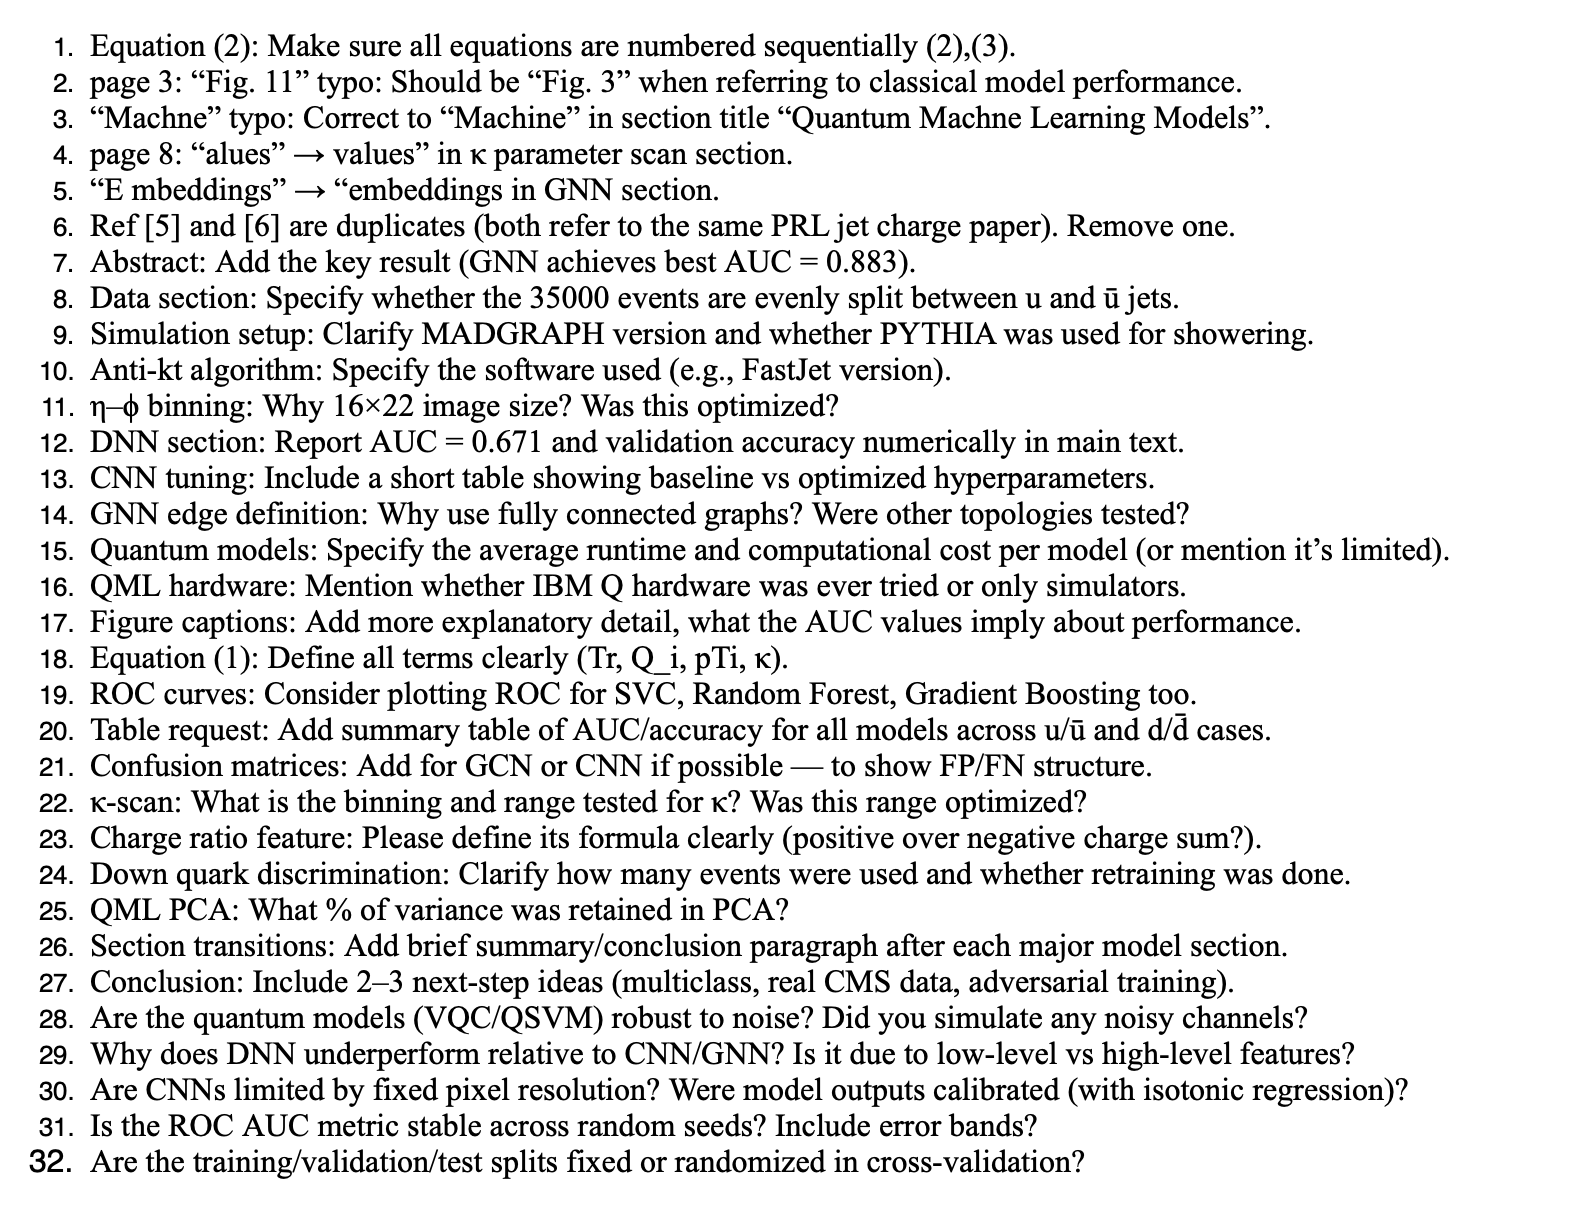 1. Equation (2): Make sure all equations are numbered sequentially (2),(3).
2. page 3: “Fig. 11” typo: Should be “Fig. 3” when referring to classical model performance.
3. “Machne” typo: Correct to “Machine” in section title “Quantum Machne Learning Models”.
4. page 8: “alues” → values” in κ parameter scan section.
5. “E mbeddings” → “embeddings in GNN section.
6. Ref [5] and [6] are duplicates (both refer to the same PRL jet charge paper). Remove one.
7. Abstract: Add the key result (GNN achieves best AUC = 0.883).
8. Data section: Specify whether the 35000 events are evenly split between u and ū jets.
9. Simulation setup: Clarify MADGRAPH version and whether PYTHIA was used for showering.
10. Anti-kt algorithm: Specify the software used (e.g., FastJet version).
11. η–ϕ binning: Why 16×22 image size? Was this optimized?
12. DNN section: Report AUC = 0.671 and validation accuracy numerically in main text.
13. CNN tuning: Include a short table showing baseline vs optimized hyperparameters.
14. GNN edge definition: Why use fully connected graphs? Were other topologies tested?
15. Quantum models: Specify the average runtime and computational cost per model (or mention it’s limited).
16. QML hardware: Mention whether IBM Q hardware was ever tried or only simulators.
17. Figure captions: Add more explanatory detail, what the AUC values imply about performance.
18. Equation (1): Define all terms clearly (Tr, Q_i, pTi, κ).
19. ROC curves: Consider plotting ROC for SVC, Random Forest, Gradient Boosting too.
20. Table request: Add summary table of AUC/accuracy for all models across u/ū and d/d̄ cases.
21. Confusion matrices: Add for GCN or CNN if possible — to show FP/FN structure.
22. κ-scan: What is the binning and range tested for κ? Was this range optimized?
23. Charge ratio feature: Please define its formula clearly (positive over negative charge sum?).
24. Down quark discrimination: Clarify how many events were used and whether retraining was done.
25. QML PCA: What % of variance was retained in PCA?
26. Section transitions: Add brief summary/conclusion paragraph after each major model section.
27. Conclusion: Include 2–3 next-step ideas (multiclass, real CMS data, adversarial training).
28. Are the quantum models (VQC/QSVM) robust to noise? Did you simulate any noisy channels?
29. Why does DNN underperform relative to CNN/GNN? Is it due to low-level vs high-level features?
30. Are CNNs limited by fixed pixel resolution? Were model outputs calibrated (with isotonic regression)?
31. Is the ROC AUC metric stable across random seeds? Include error bands?
32. Are the training/validation/test splits fixed or randomized in cross-validation?